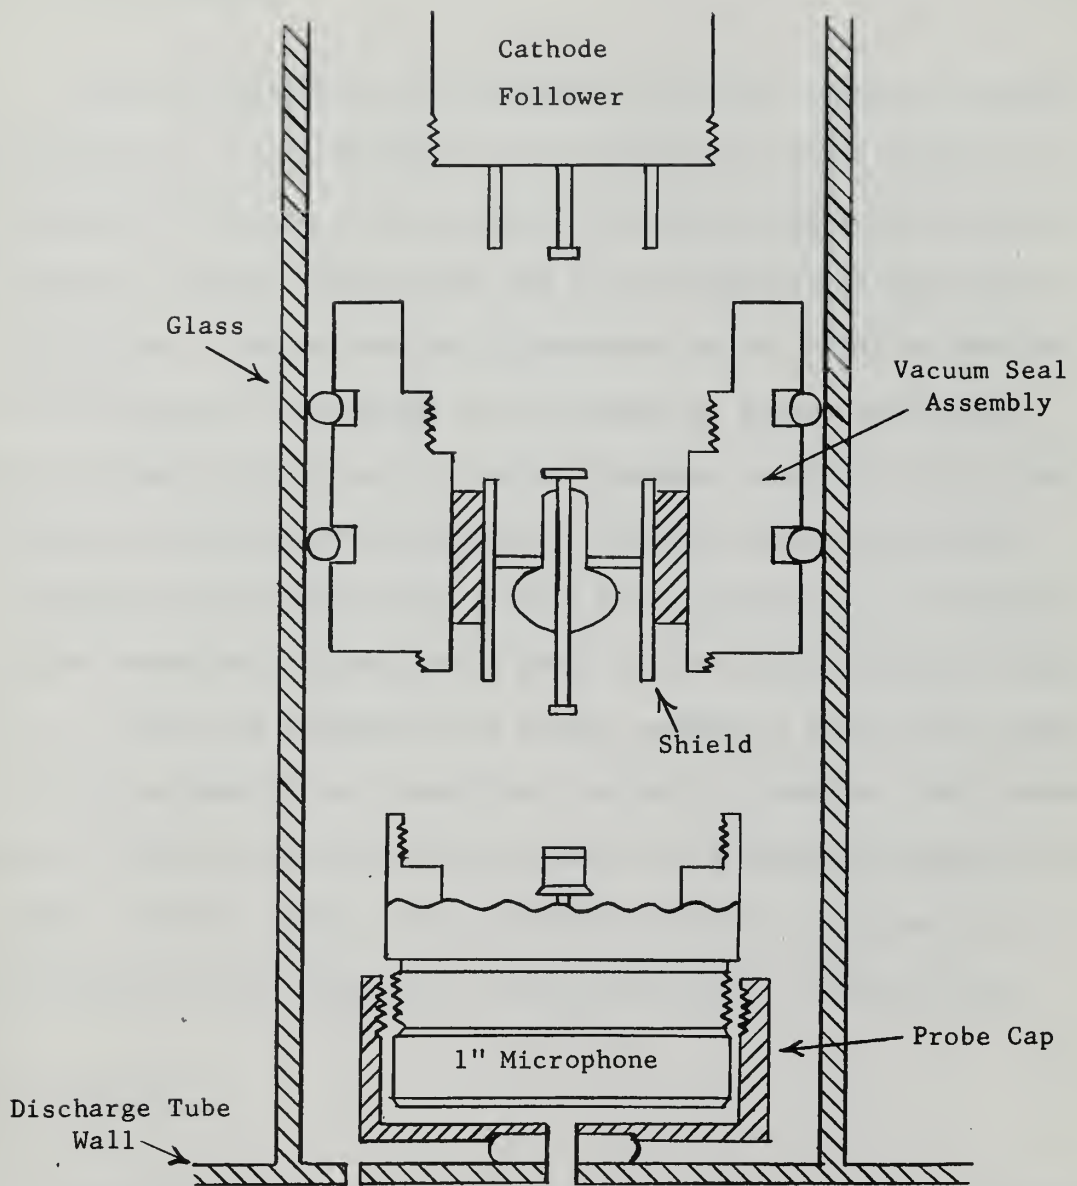 Cathode
Follower
Glass
Vacuum Seal
Assembly
Shield
1" Microphone
Probe Cap
Discharge Tube
Wall